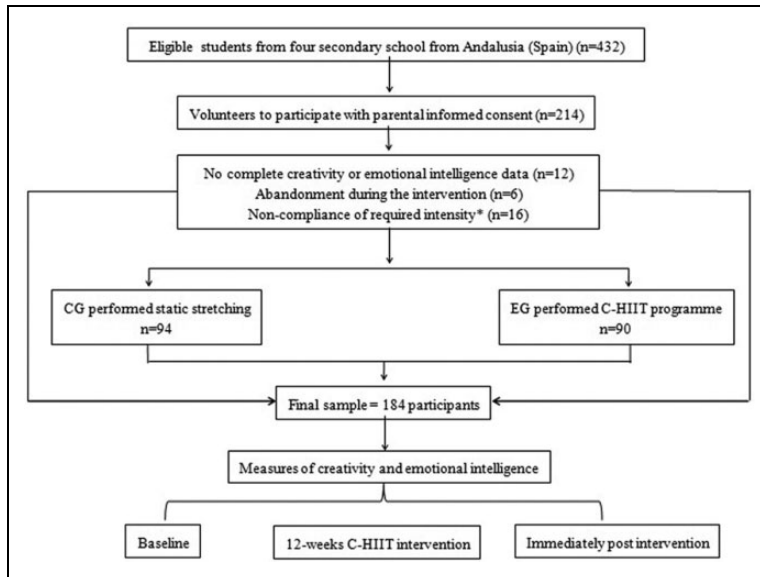 Eligible students from four secondary school from Andalusia (Spain) (n=432)
Volunteers to participate with parental informed consent (n=214)
No complete creativity or emotional intelligence data (n=12)
Abandonment during the intervention (n=6)
Non-compliance of required intensity* (n=16)
CG performed static stretching
n=94
EG performed C-HIIT programme
n=90
Final sample = 184 participants
Measures of creativity and emotional intelligence
Baseline
12-weeks C-HIIT intervention
Immediately post intervention